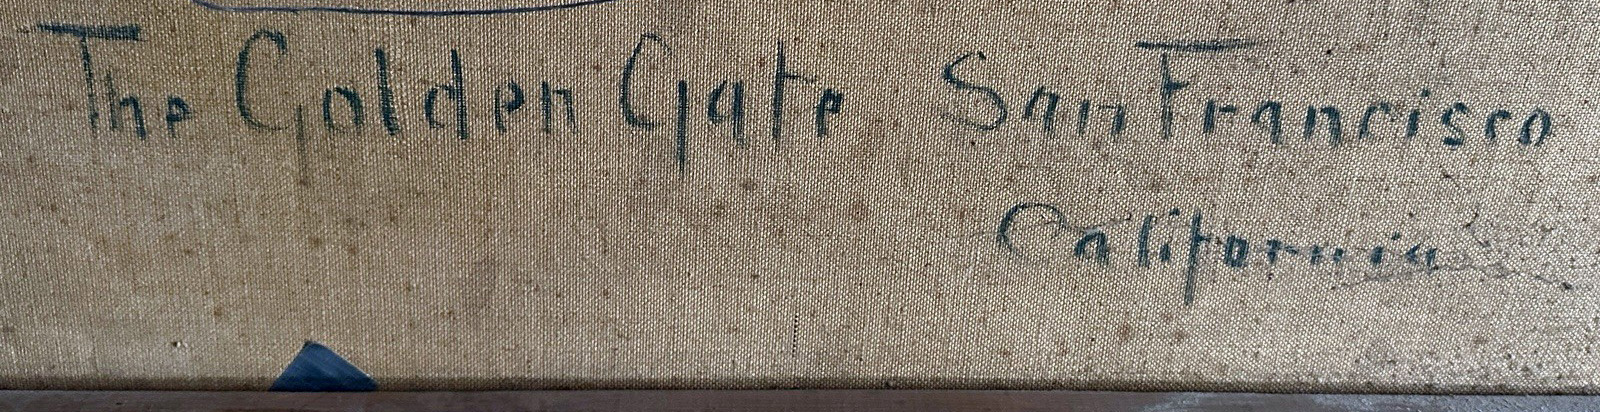 The Golden Gate San Francisco
California